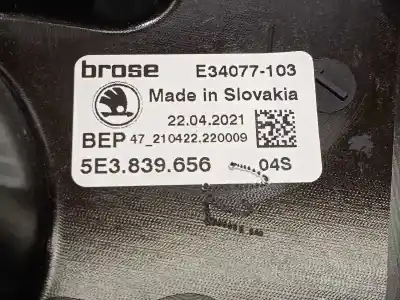 brose E34077-103
Made in Slovakia
22.04.2021
BEP 47_210422.220009
5E3.839.656 04S